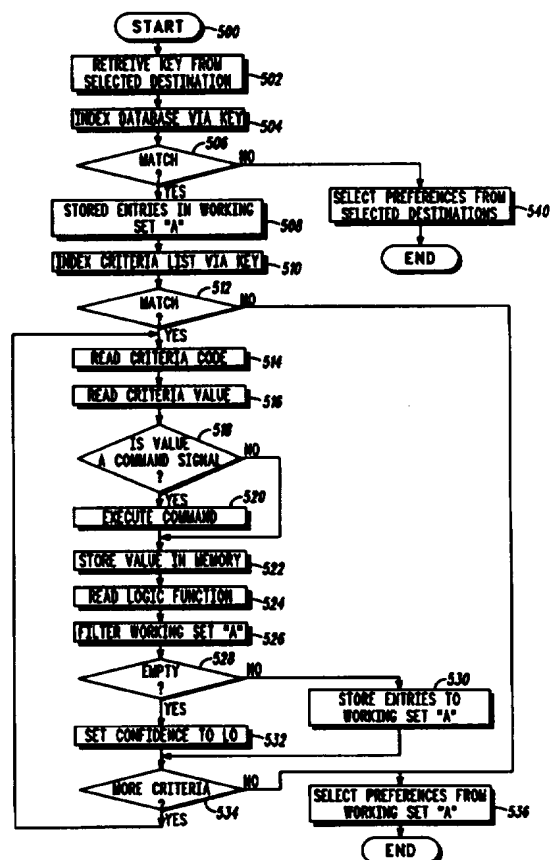 START
500
RETREIVE KEY FROM
SELECTED DESTINATION
502
INDEX DATABASE VIA KEY
504
506
MATCH
?
NO
YES
STORED ENTRIES IN WORKING
SET "A"
508
SELECT PREFERENCES FROM
SELECTED DESTINATIONS
540
END
INDEX CRITERIA LIST VIA KEY
510
512
MATCH
?
NO
YES
READ CRITERIA CODE
514
READ CRITERIA VALUE
516
518
IS VALUE
A COMMAND SIGNAL
?
NO
YES
520
EXECUTE COMMAND
STORE VALUE IN MEMORY
522
READ LOGIC FUNCTION
524
FILTER WORKING SET "A"
526
528
EMPTY
?
NO
YES
530
STORE ENTRIES TO
WORKING SET "A"
SET CONFIDENCE TO LO
532
MORE CRITERIA
?
NO
534
YES
SELECT PREFERENCES FROM
WORKING SET "A"
536
END